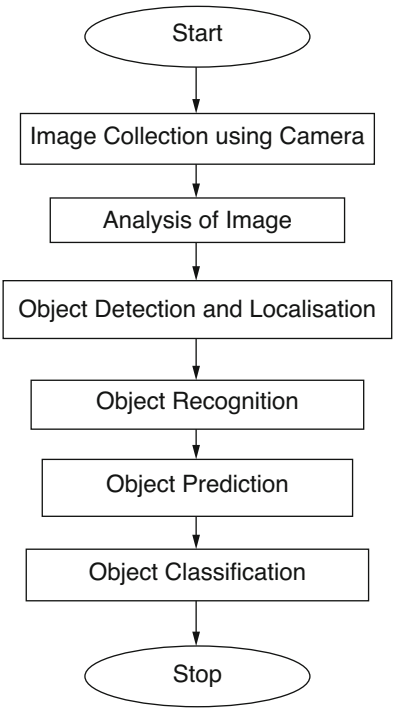 Start
Image Collection using Camera
Analysis of Image
Object Detection and Localisation
Object Recognition
Object Prediction
Object Classification
Stop